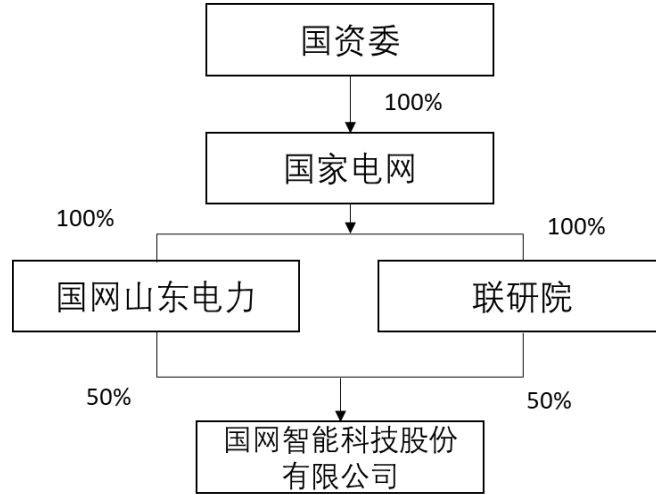 国资委
100%
国家电网
100%
100%
国网山东电力
联研院
50%
50%
国网智能科技股份
有限公司